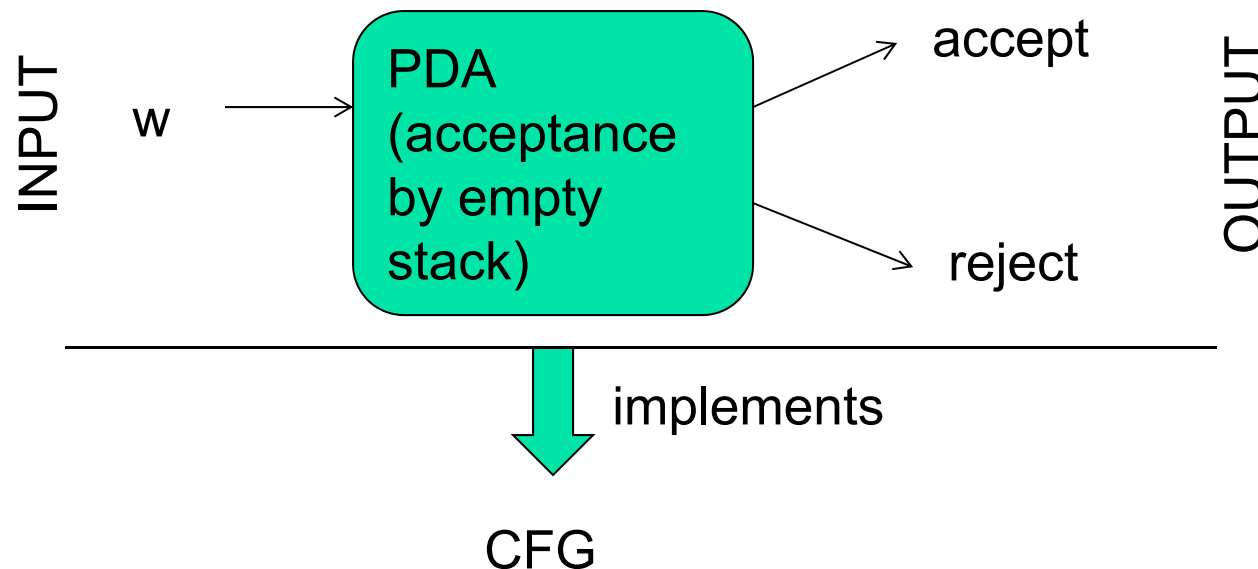 INPUT
w
PDA
(acceptance
by empty
stack)
accept
reject
OUTPUT
implements
CFG